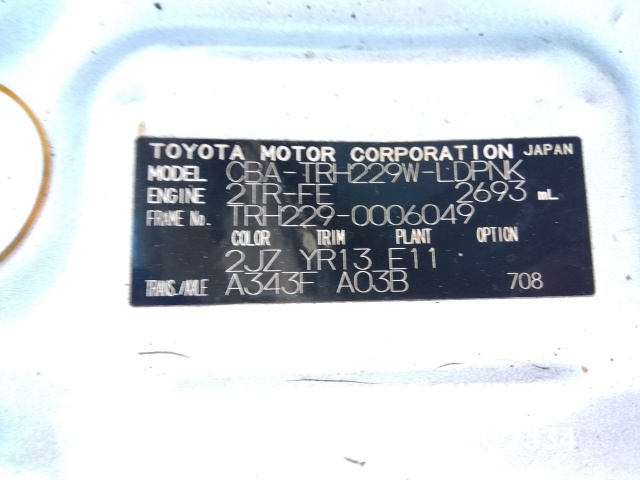 TOYOTA MOTOR CORPORATION JAPAN
MODEL CBA-TRH229W-LDPNK
ENGINE 2TR-FE 2693 mL
FRAME No. TRH229-0006049
COLOR TRIM PLANT OPTION
2JZ YR13 E11
TRANS./AXLE A343F A03B 708